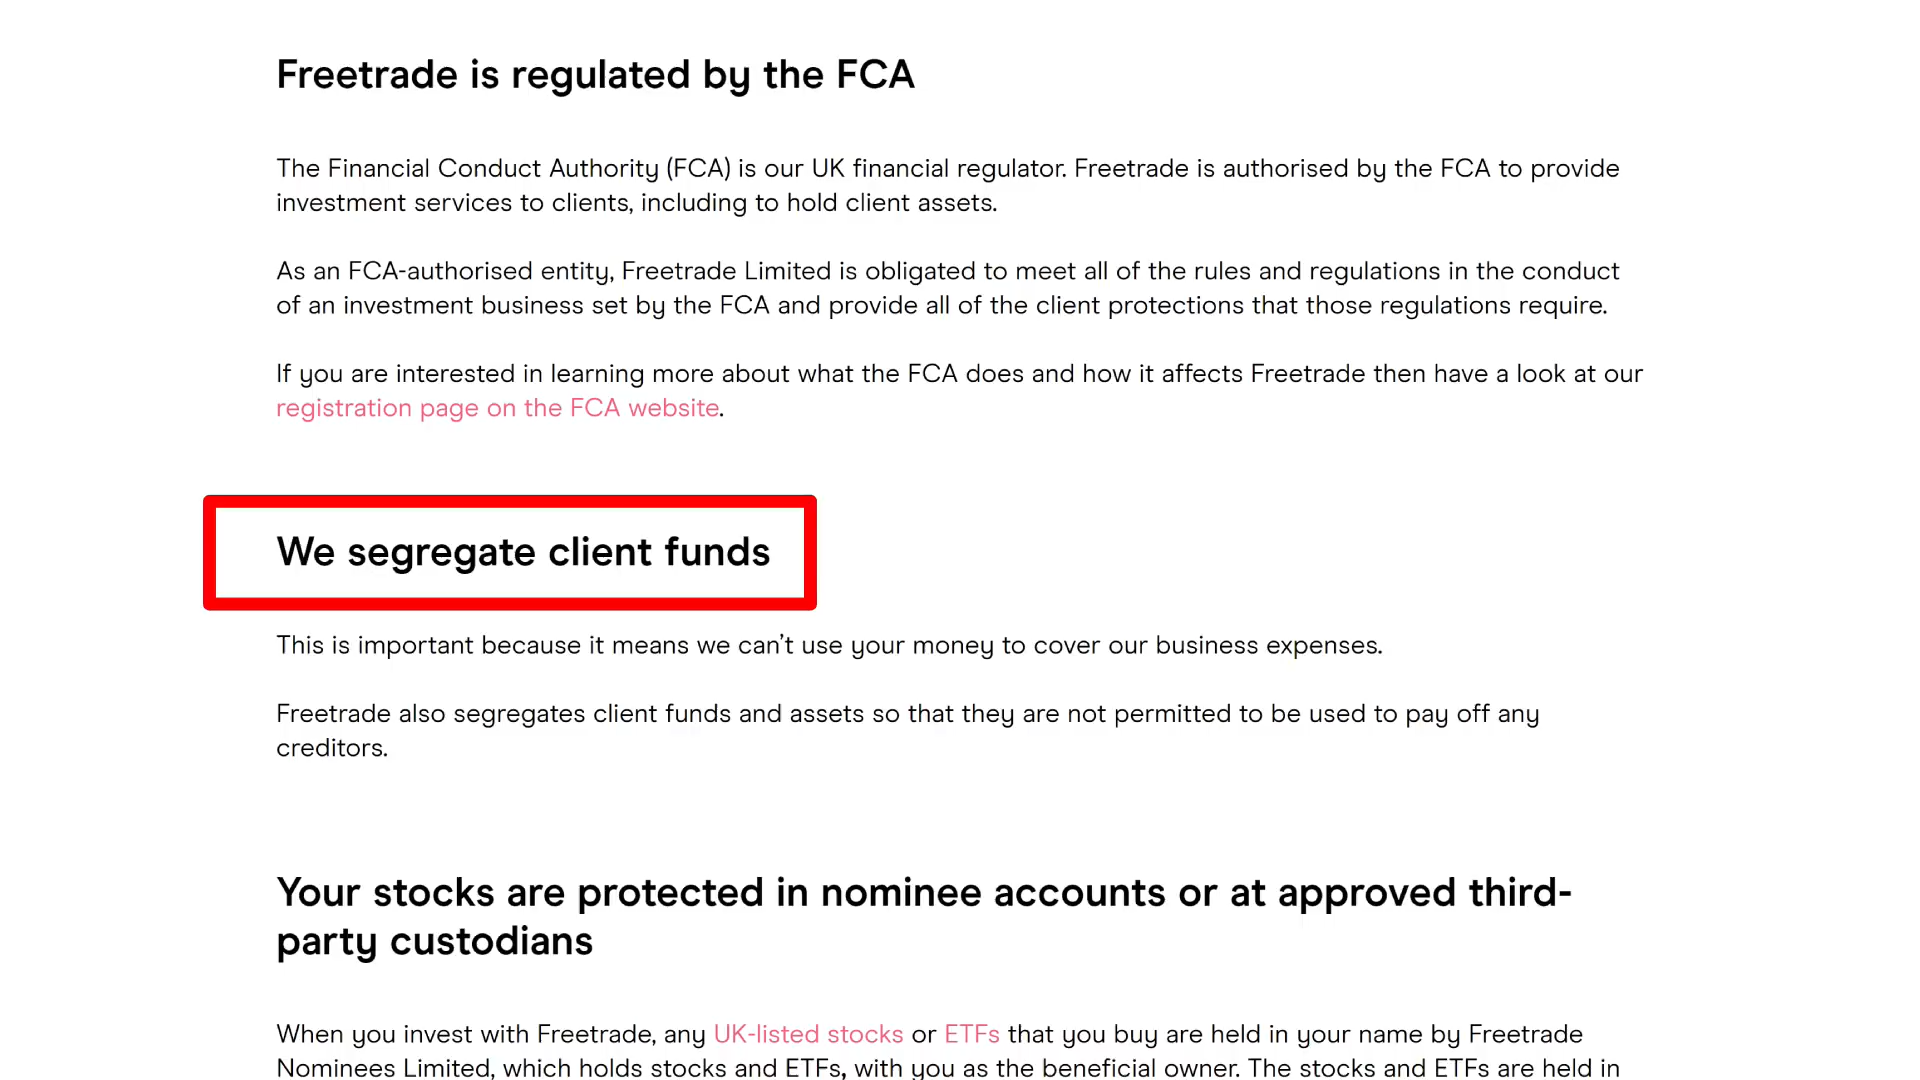 Freetrade is regulated by the FCA
The Financial Conduct Authority (FCA) is our UK financial regulator. Freetrade is authorised by the FCA to provide
investment services to clients, including to hold client assets.
As an FCA-authorised entity, Freetrade Limited is obligated to meet all of the rules and regulations in the conduct
of an investment business set by the FCA and provide all of the client protections that those regulations require.
If you are interested in learning more about what the FCA does and how it affects Freetrade then have a look at our
registration page on the FCA website.
We segregate client funds
This is important because it means we can’t use your money to cover our business expenses.
Freetrade also segregates client funds and assets so that they are not permitted to be used to pay off any
creditors.
Your stocks are protected in nominee accounts or at approved third-
party custodians
When you invest with Freetrade, any UK-listed stocks or ETFs that you buy are held in your name by Freetrade
Nominees Limited, which holds stocks and ETFs, with you as the beneficial owner. The stocks and ETFs are held in